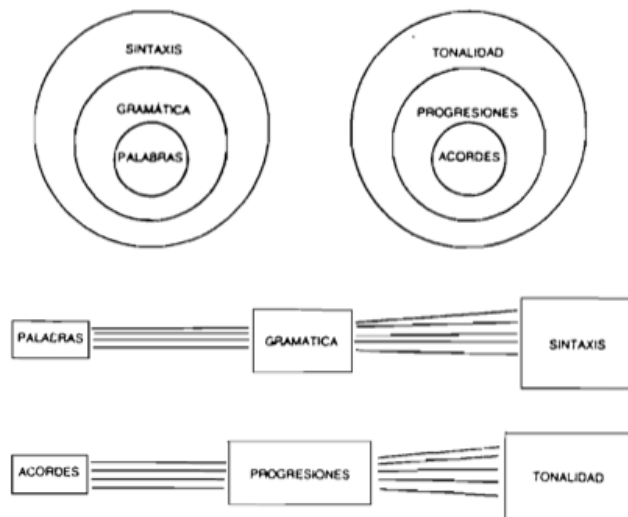 SINTAXIS
GRAMÁTICA
PALABRAS
TONALIDAD
PROGRESIONES
ACORDES
PALABRAS
GRAMATICA
SINTAXIS
ACORDES
PROGRESIONES
TONALIDAD